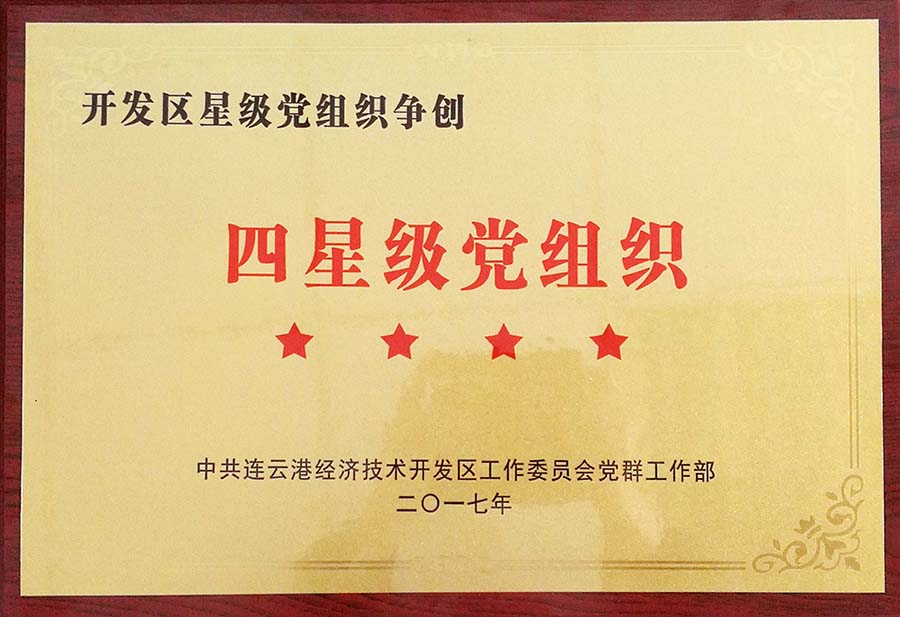 开发区星级党组织争创
四星级党组织
中共连云港经济技术开发区工作委员会党群工作部
二〇一七年